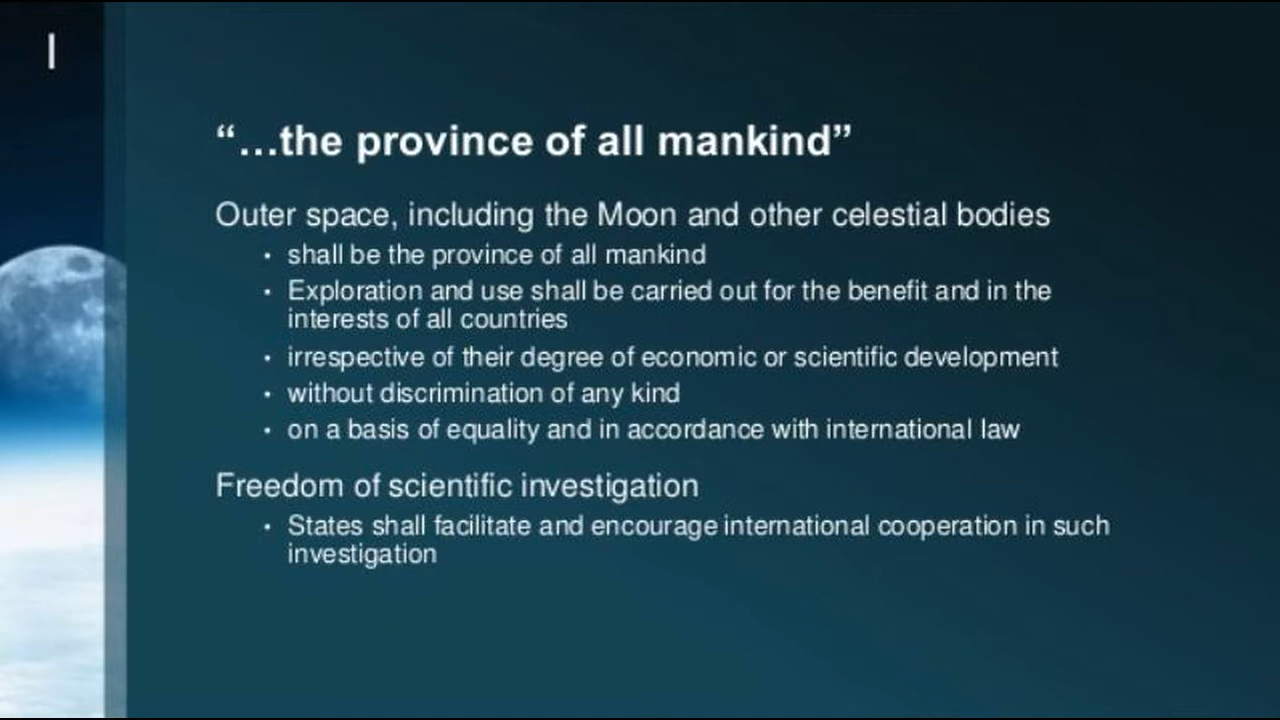 I
“…the province of all mankind”
Outer space, including the Moon and other celestial bodies
• shall be the province of all mankind
• Exploration and use shall be carried out for the benefit and in the
interests of all countries
• irrespective of their degree of economic or scientific development
• without discrimination of any kind
• on a basis of equality and in accordance with international law
Freedom of scientific investigation
• States shall facilitate and encourage international cooperation in such
investigation